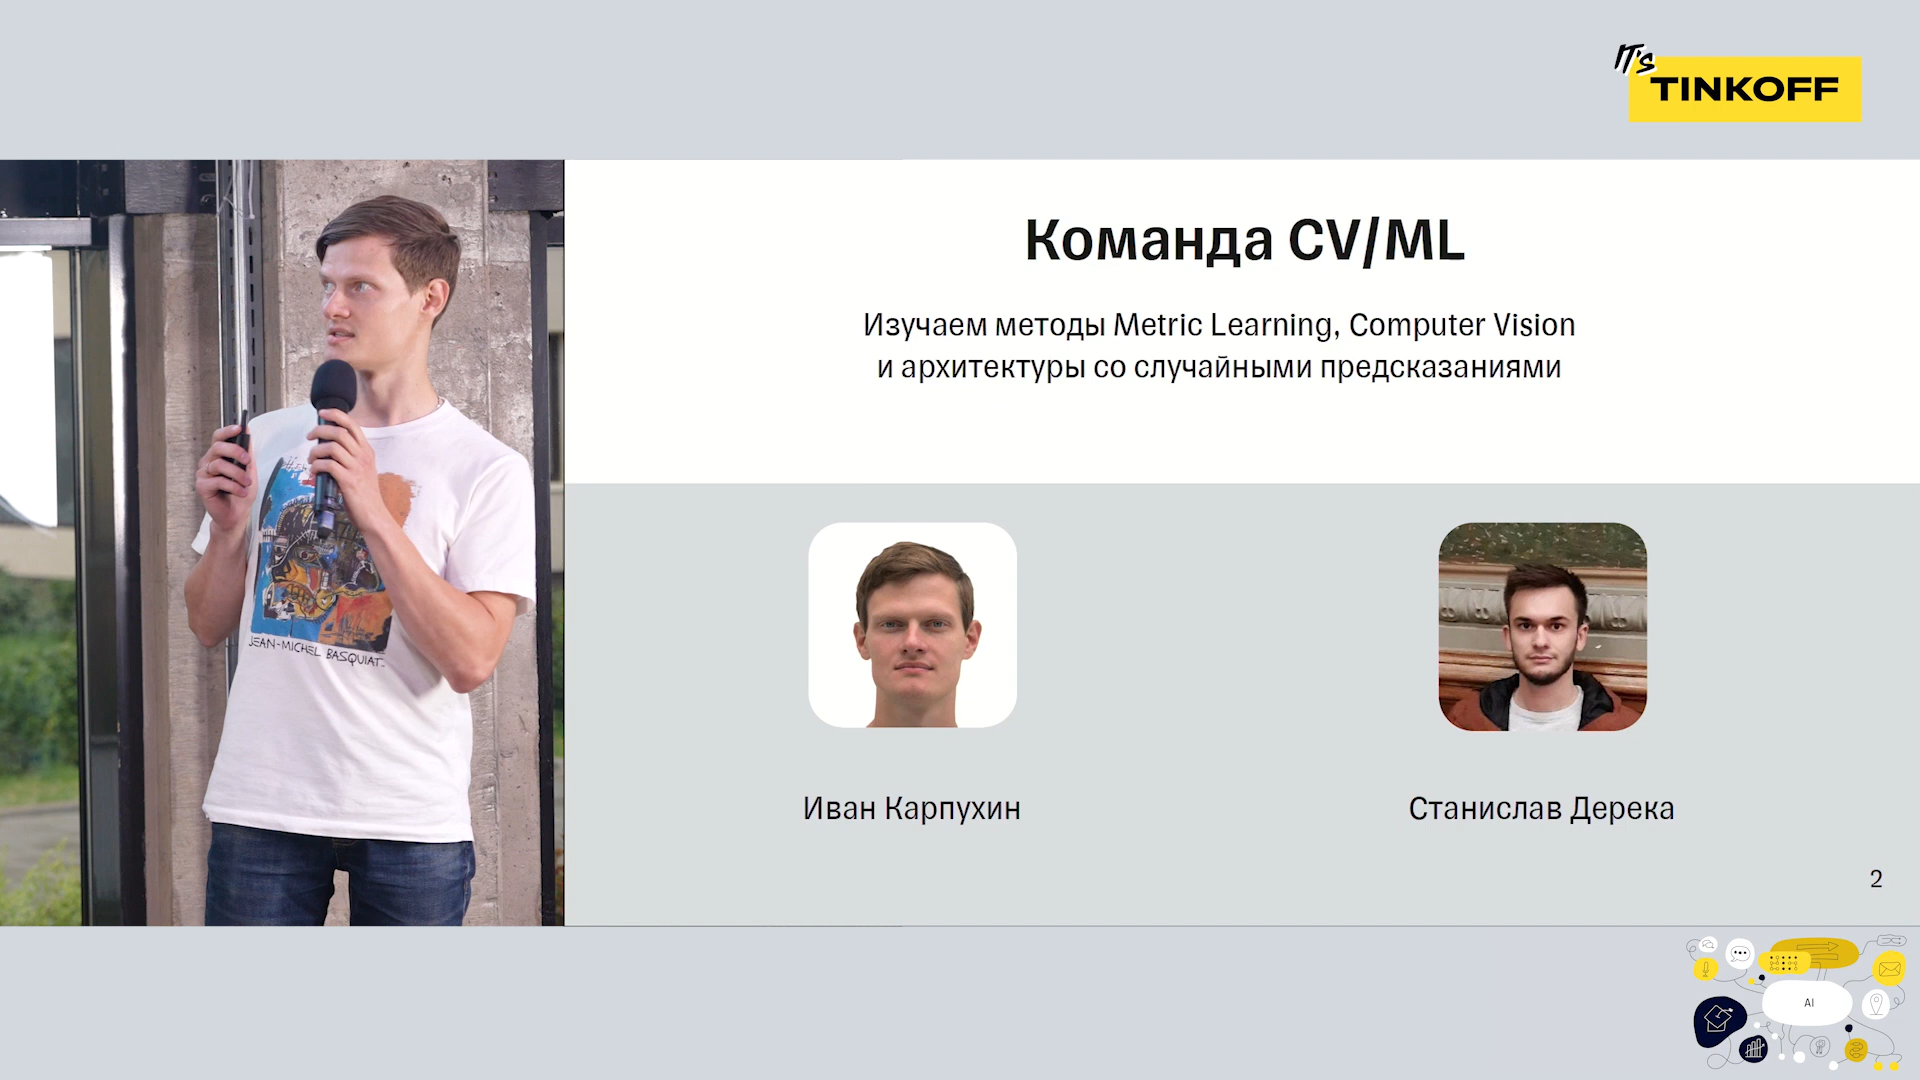 IT's
TINKOFF
Команда CV/ML
Изучаем методы Metric Learning, Computer Vision
и архитектуры со случайными предсказаниями
JEAN-MICHEL BASQUIAT-
Иван Карпухин
Станислав Дерека
2
AI